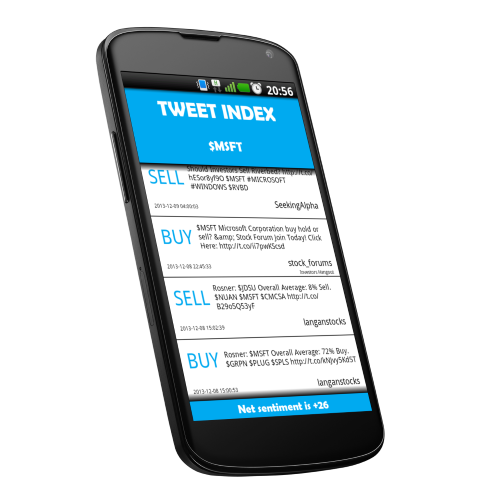 20:56
TWEET INDEX
$MSFT
Should Investors Sell Riverbed? http://t.co/
SELL hESor8yf9O $MSFT #MICROSOFT
#WINDOWS $RVBD
2013-12-09 04:00:03 SeekingAlpha
$MSFT Microsoft Corporation buy hold or
BUY sell? &amp; Stock Forum Join Today! Click
Here: http://t.co/ii7pwKScsd
2013-12-08 22:45:33 stock_forums
Investors Hangout
Rosner: $JDSU Overall Average: 8% Sell.
SELL $NUAN $MSFT $CMCSA http://t.co/
B29oSQ53yF
2013-12-08 15:02:39 langanstocks
Rosner: $MSFT Overall Average: 72% Buy.
BUY $GRPN $PLUG $SPLS http://t.co/kNjvy5KdST
2013-12-08 15:00:53 langanstocks
Net sentiment is +26